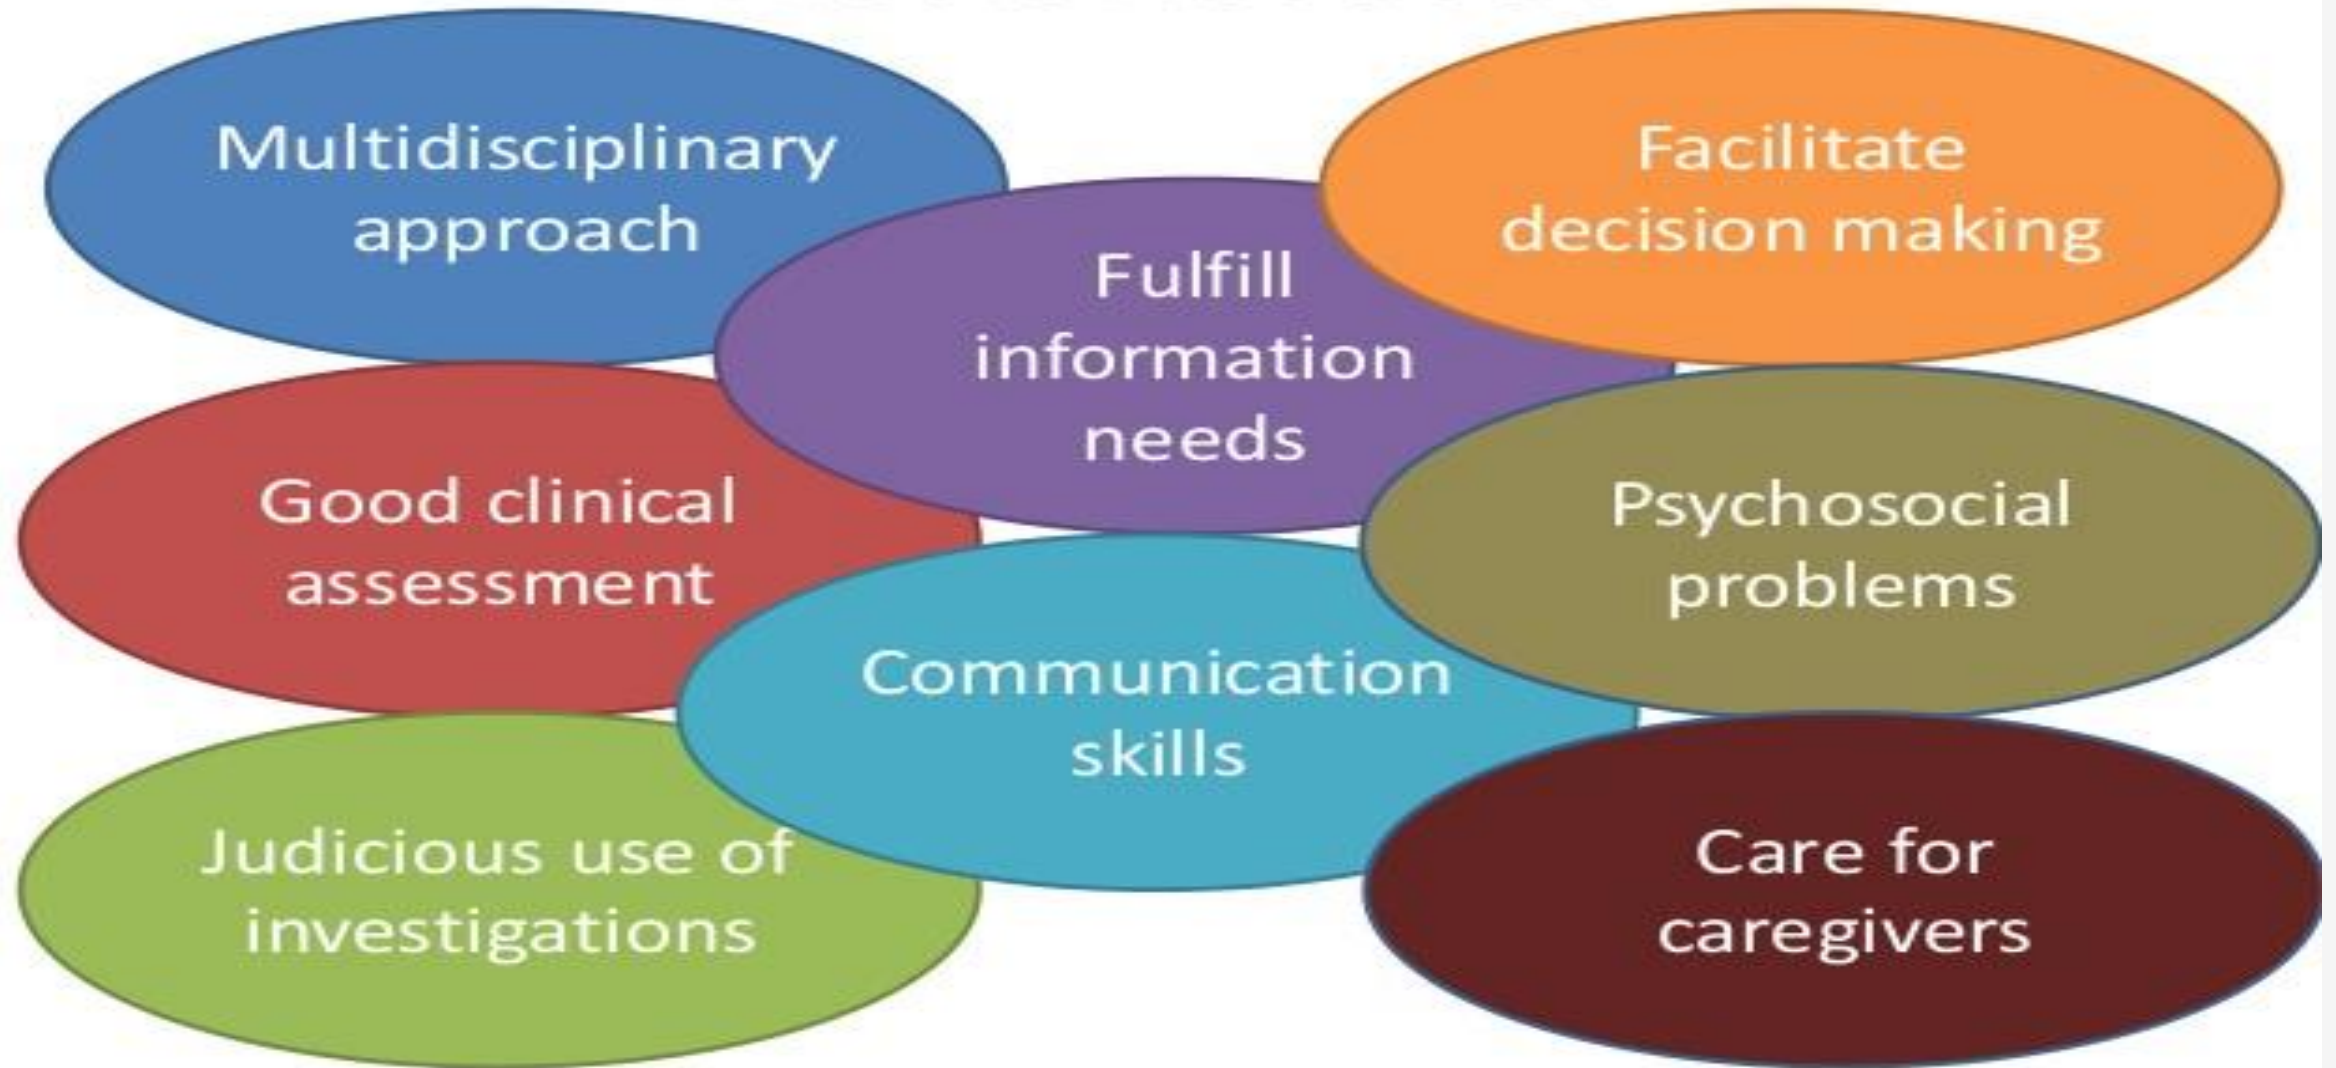 Multidisciplinary
approach
Fulfill
information
needs
Facilitate
decision making
Good clinical
assessment
Communication
skills
Psychosocial
problems
Judicious use of
investigations
Care for
caregivers